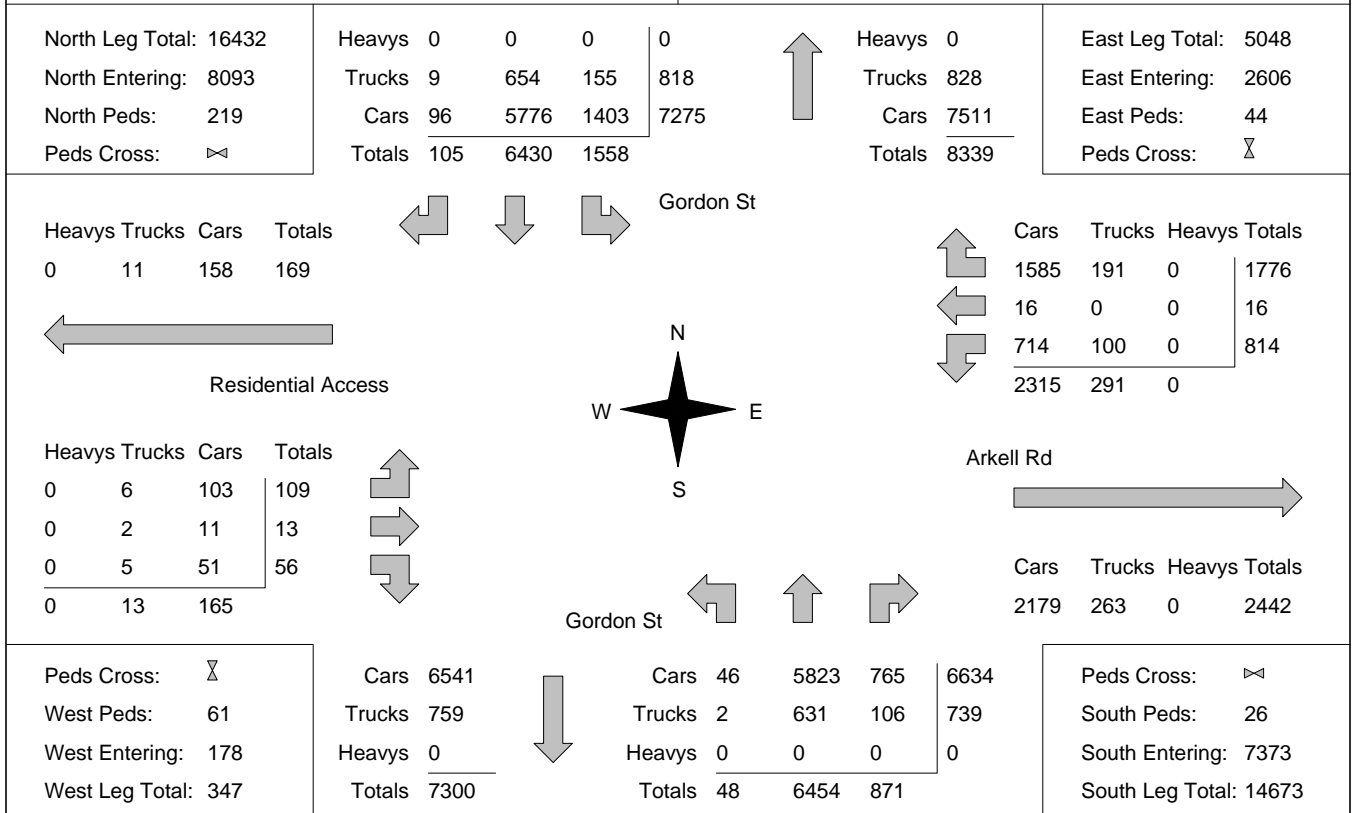 North Leg Total: 16432
North Entering: 8093
North Peds: 219
Peds Cross:
Heavys 0 0 0 0
Trucks 9 654 155 818
Cars 96 5776 1403 7275
Totals 105 6430 1558
Heavys 0
Trucks 828
Cars 7511
Totals 8339
East Leg Total: 5048
East Entering: 2606
East Peds: 44
Peds Cross:
Gordon St
Heavys Trucks Cars Totals
0 11 158 169
Cars Trucks Heavys Totals
1585 191 0 1776
16 0 0 16
714 100 0 814
2315 291 0
Residential Access
N
W E
S
Heavys Trucks Cars Totals
0 6 103 109
0 2 11 13
0 5 51 56
0 13 165
Arkell Rd
Cars Trucks Heavys Totals
2179 263 0 2442
Gordon St
Peds Cross:
West Peds: 61
West Entering: 178
West Leg Total: 347
Cars 6541
Trucks 759
Heavys 0
Totals 7300
Cars 46 5823 765 6634
Trucks 2 631 106 739
Heavys 0 0 0 0
Totals 48 6454 871
Peds Cross:
South Peds: 26
South Entering: 7373
South Leg Total: 14673